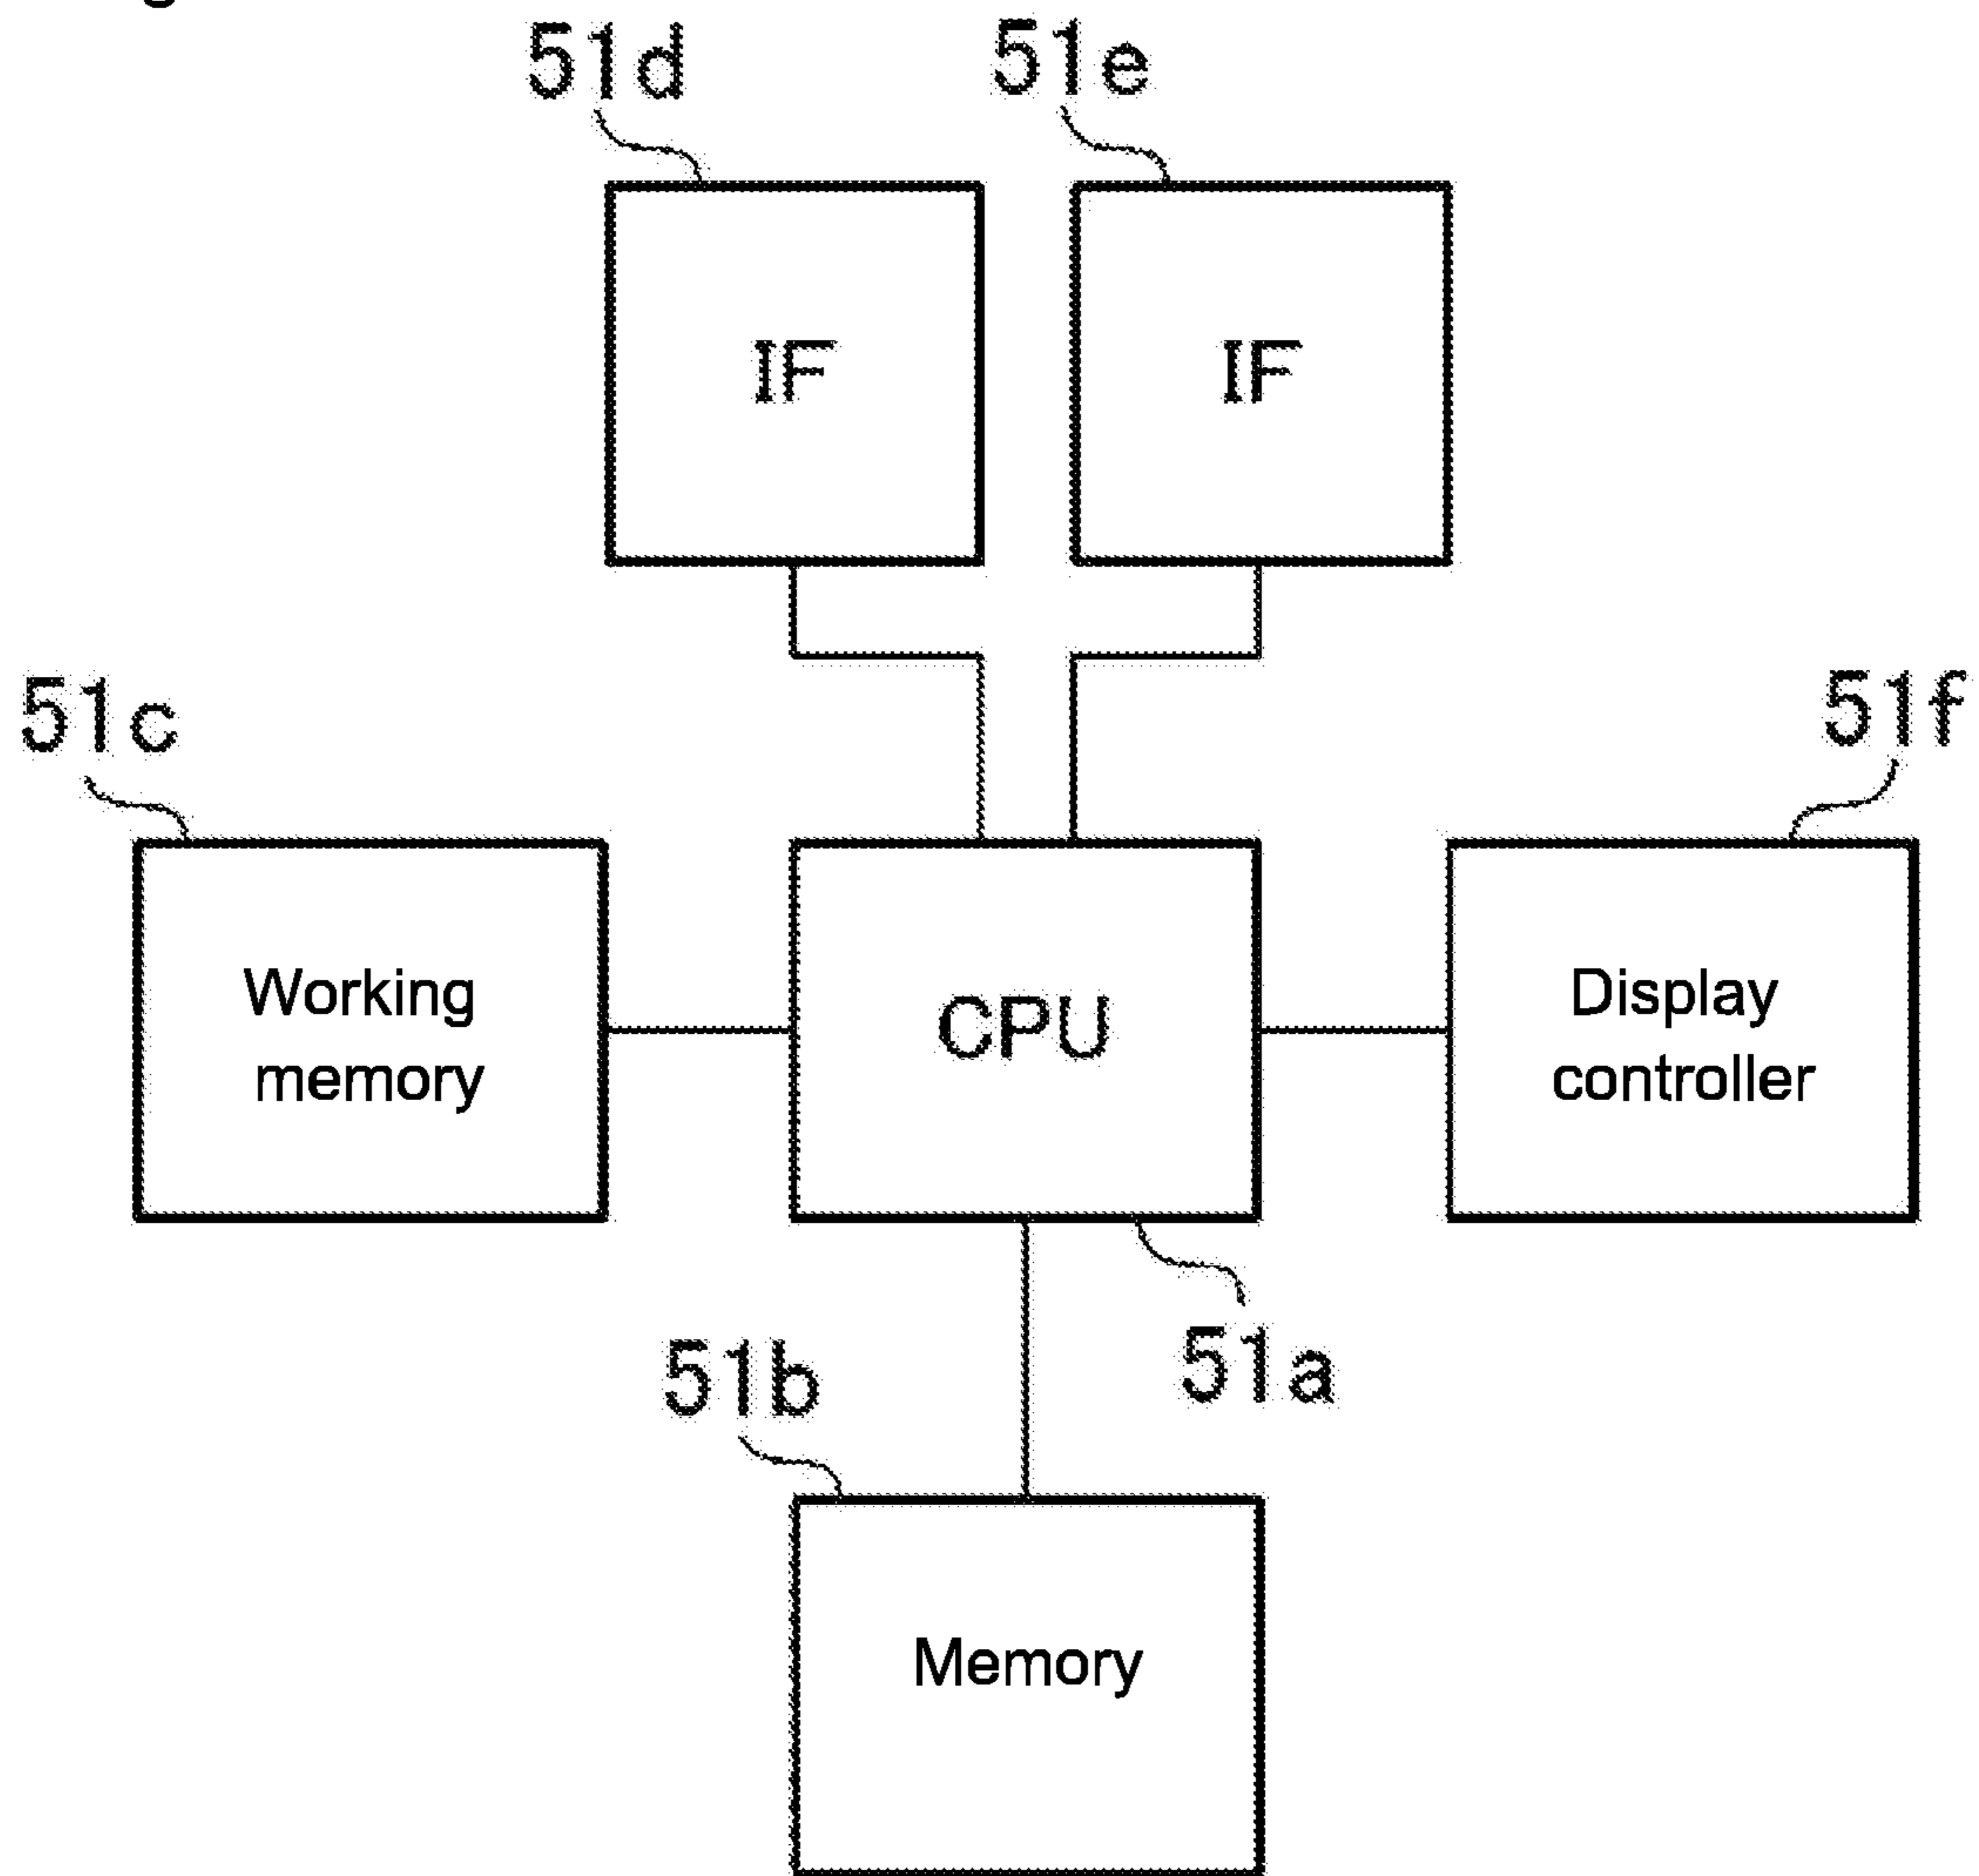 51d
51e
IF
IF
51c
51f
Working
memory
CPU
Display
controller
51b
51a
Memory